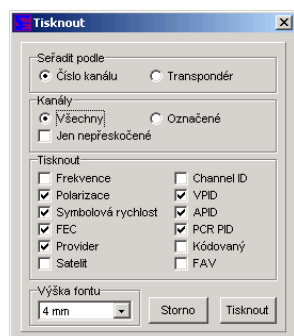 Tisknout
Seřadit podle
Číslo kanálu Transpondér
Kanály
Všechny Označené
Jen nepřeskočené
Tisknout
Frekvence Channel ID
Polarizace VPID
Symbolová rychlost APID
FEC PCR PID
Provider Kódovaný
Satelit FAV
Výška fontu
4 mm Storno Tisknout